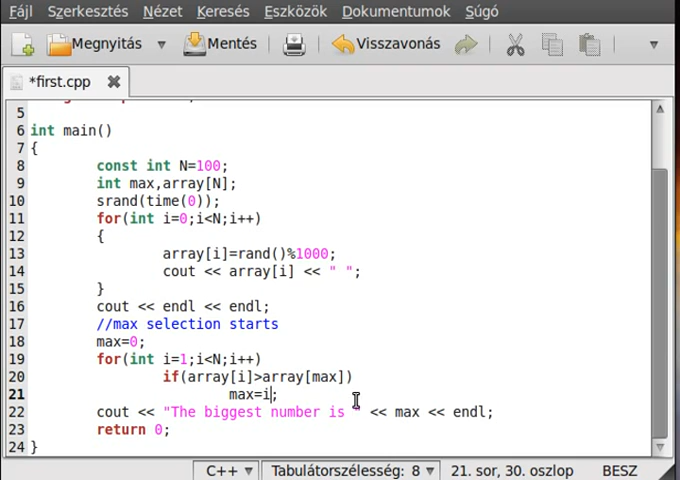 Fájl Szerkesztés Nézet Keresés Eszközök Dokumentumok Súgó
Megnyitás Mentés Visszavonás
*first.cpp
5
6 int main()
7 {
8 const int N=100;
9 int max,array[N];
10 srand(time(0));
11 for(int i=0;i<N;i++)
12 {
13 array[i]=rand()%1000;
14 cout << array[i] << " ";
15 }
16 cout << endl << endl;
17 //max selection starts
18 max=0;
19 for(int i=1;i<N;i++)
20 if(array[i]>array[max])
21 max=i;
22 cout << "The biggest number is " << max << endl;
23 return 0;
24 }
C++ Tabulátorszélesség: 8 21. sor, 30. oszlop BESZ